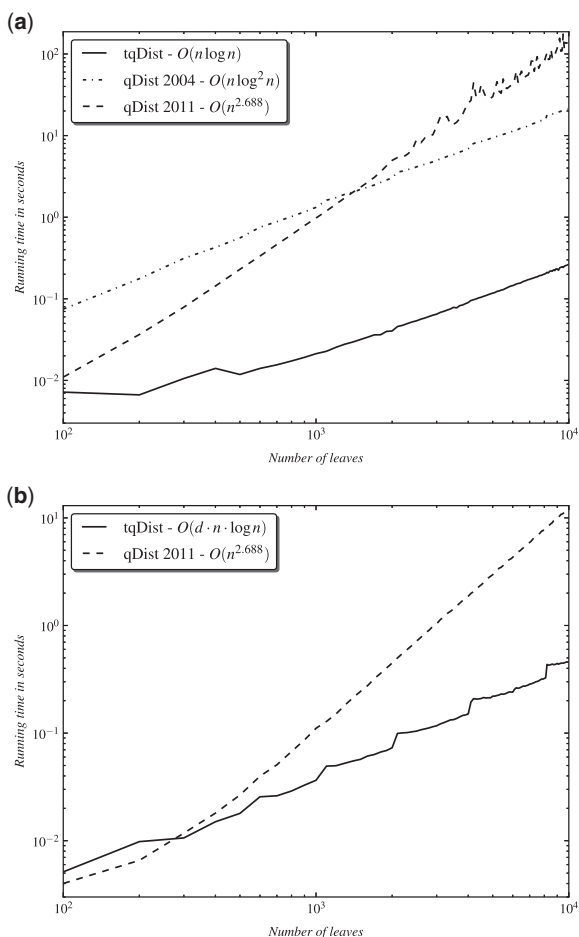 (a)
tqDist - O(n log n)
qDist 2004 - O(n log² n)
qDist 2011 - O(n^2.688)
Running time in seconds
10²
10¹
10⁰
10⁻¹
10⁻²
10²
10³
10⁴
Number of leaves
(b)
tqDist - O(d · n · log n)
qDist 2011 - O(n^2.688)
Running time in seconds
10¹
10⁰
10⁻¹
10⁻²
10²
10³
10⁴
Number of leaves